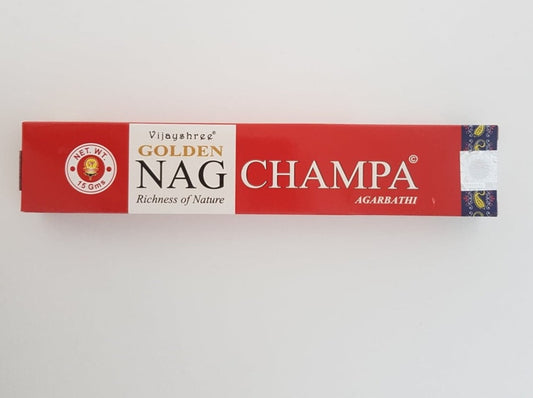 NET. WT.
15 Gms
Vijayshree®
GOLDEN
NAG
Richness of Nature
CHAMPA©
AGARBATHI